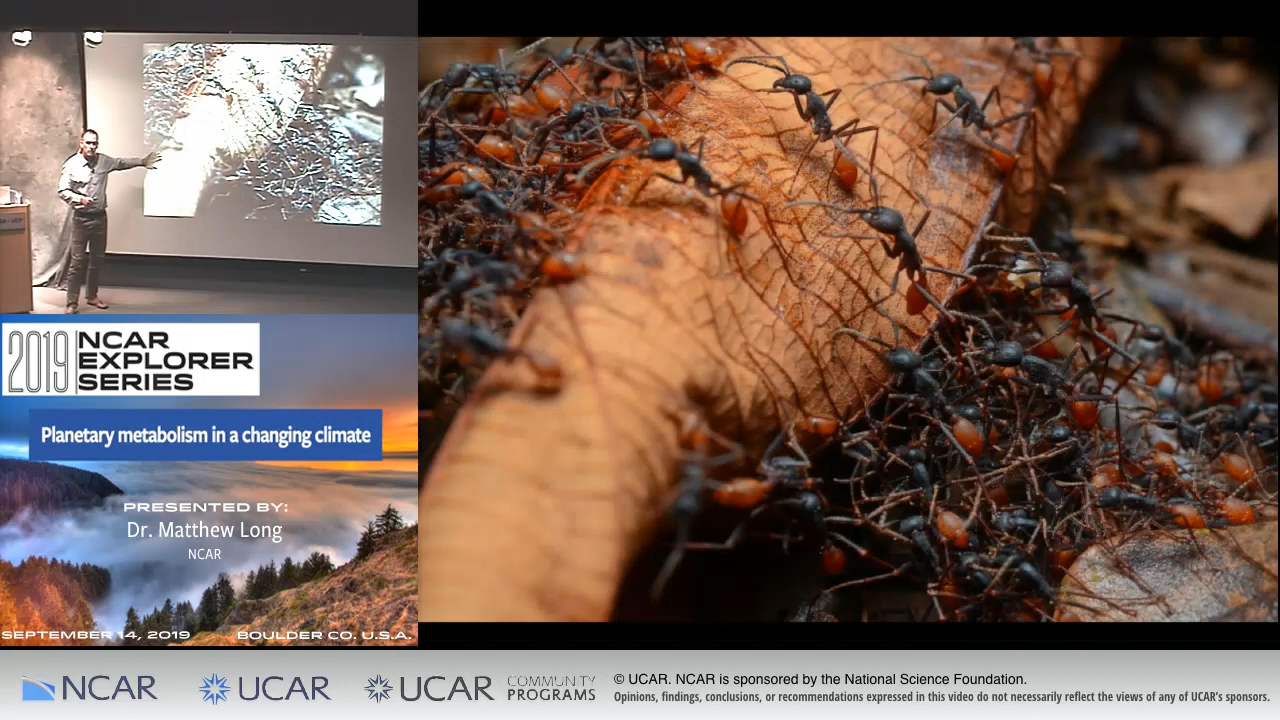 2019 NCAR
EXPLORER
SERIES
Planetary metabolism in a changing climate
PRESENTED BY:
Dr. Matthew Long
NCAR
SEPTEMBER 14, 2019 BOULDER CO. U.S.A.
NCAR
UCAR
UCAR COMMUNITY
PROGRAMS
© UCAR. NCAR is sponsored by the National Science Foundation.
Opinions, findings, conclusions, or recommendations expressed in this video do not necessarily reflect the views of any of UCAR's sponsors.